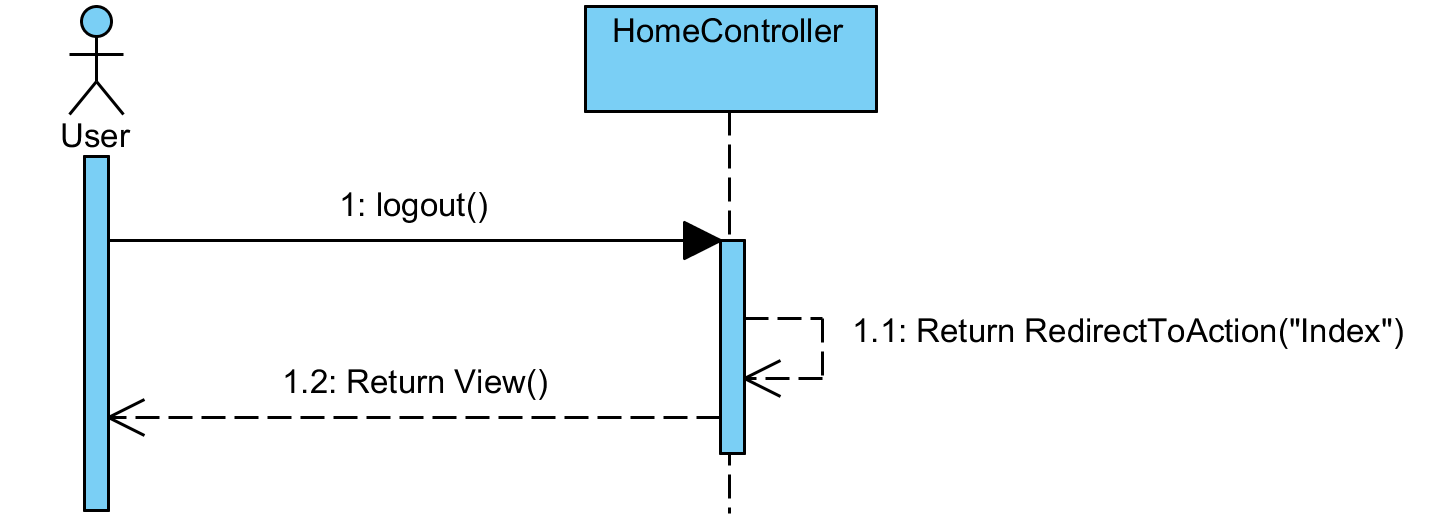 HomeController
User
1: logout()
1.1: Return RedirectToAction("Index")
1.2: Return View()